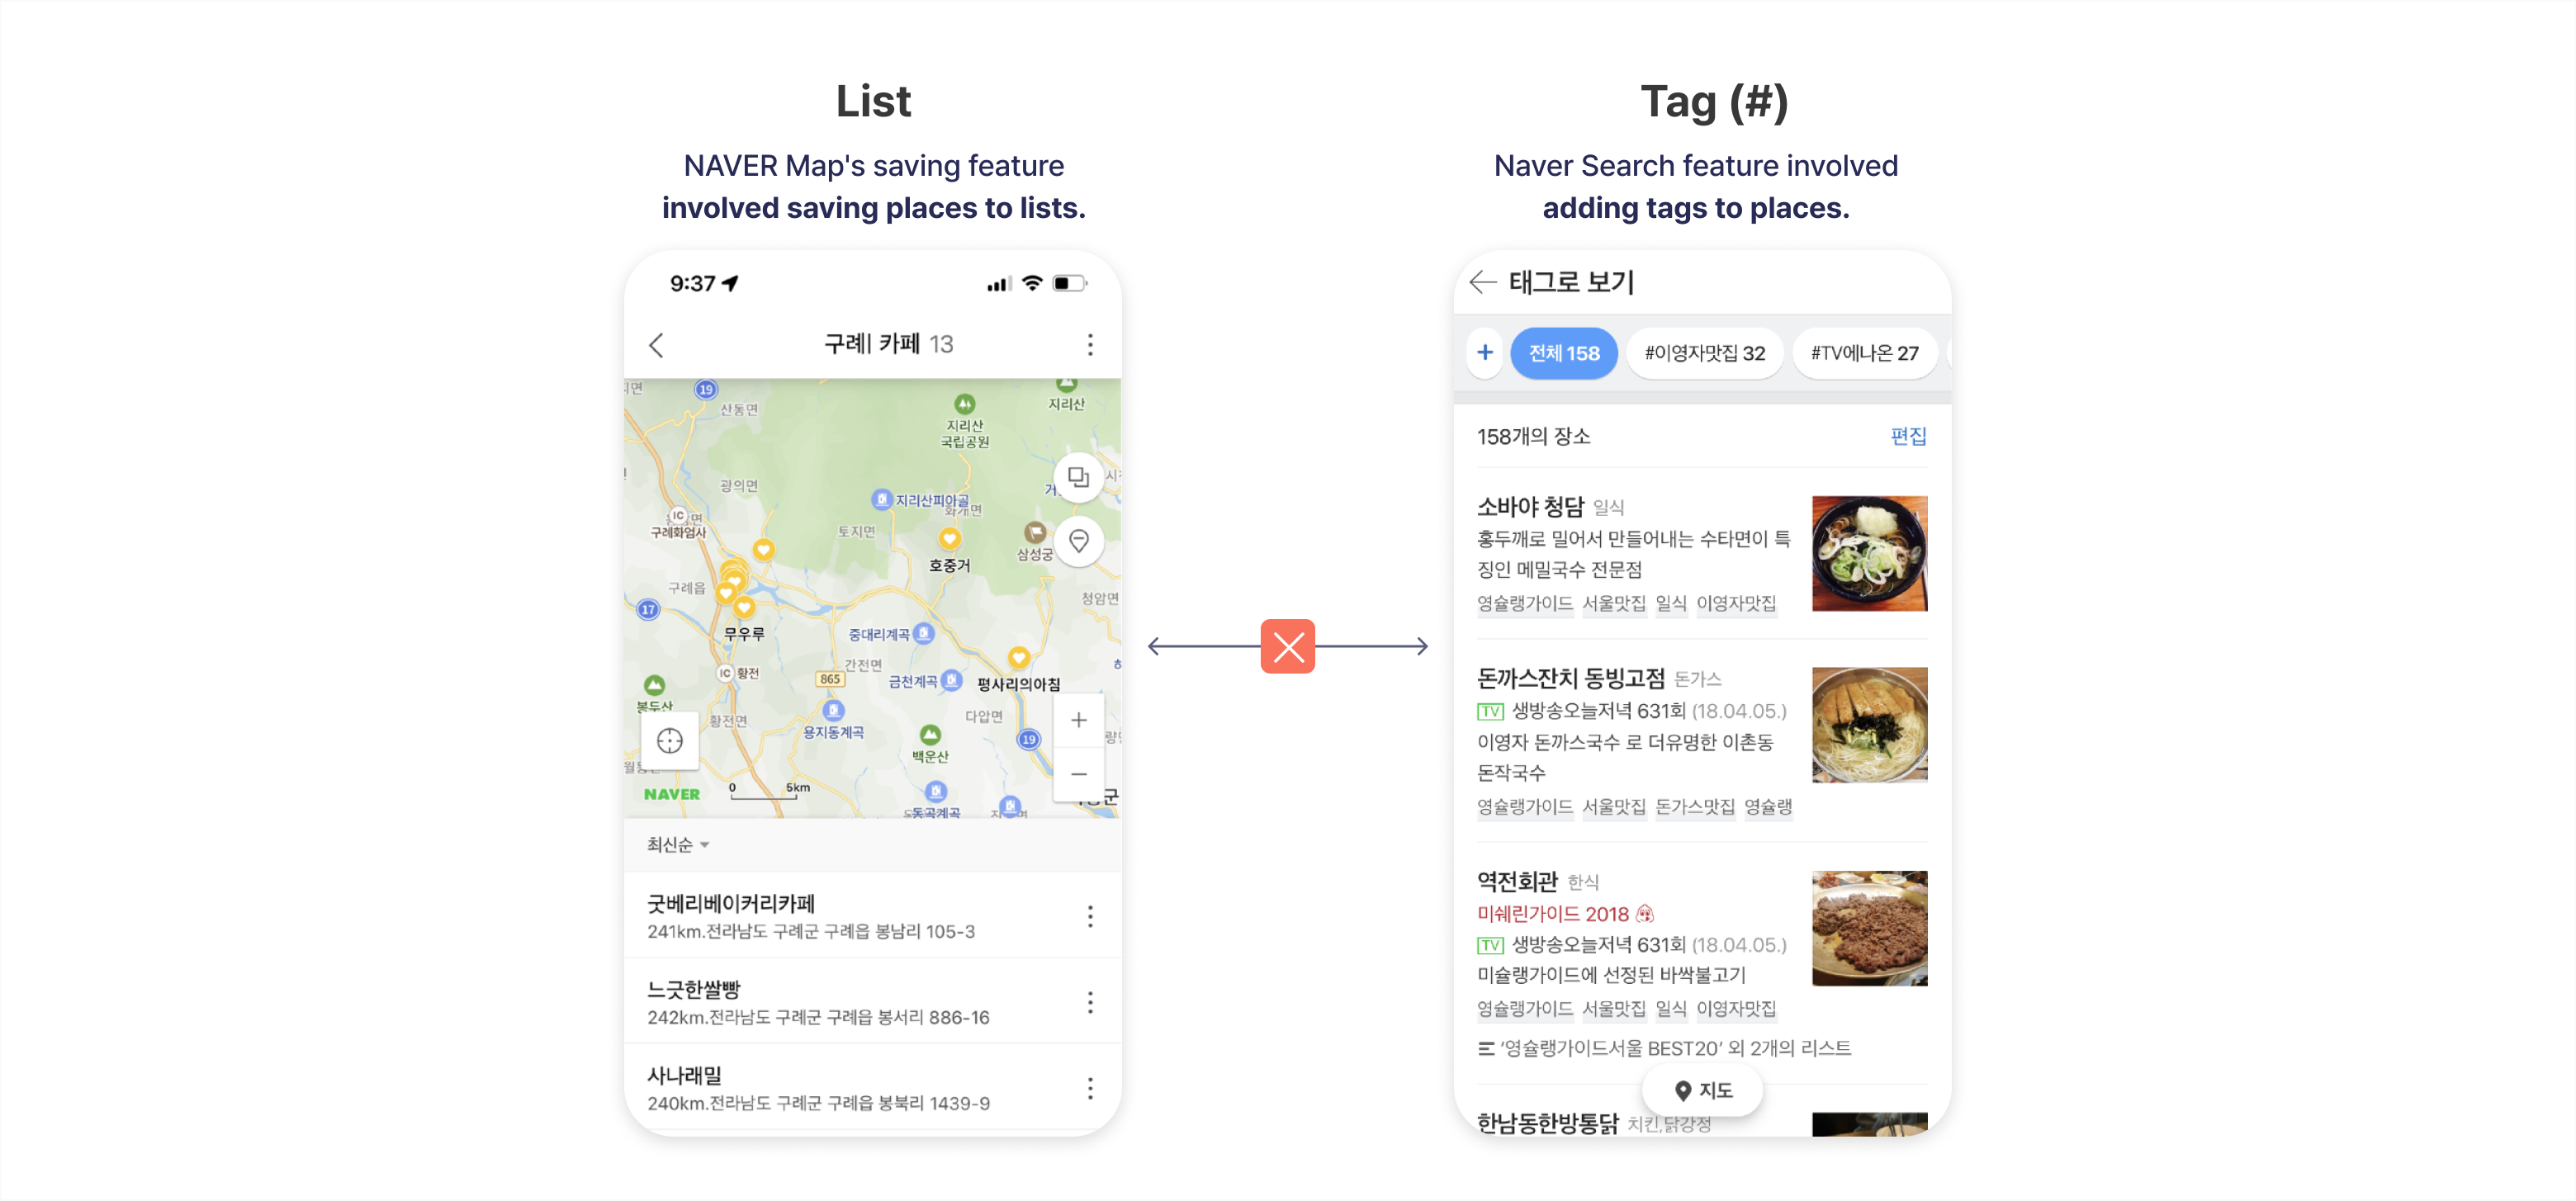 List
NAVER Map's saving feature
involved saving places to lists.
9:37
구례| 카페 13
19
산동면
지리산
지리산
국립공원
광의면
지리산피아골
화개면
IC
구례화엄사
토지면
삼성궁
호중거
구례읍
청암면
17
무우루
중대리계곡
간전면
IC 황전
865
금천계곡
평사리의아침
봉두산
황전면
다압면
용지동계곡
19
백운산
NAVER
0 5km
동곡계곡
최신순
굿베리베이커리카페
241km.전라남도 구례군 구례읍 봉남리 105-3
느긋한쌀빵
242km.전라남도 구례군 구례읍 봉서리 886-16
사나래밀
240km.전라남도 구례군 구례읍 봉북리 1439-9
Tag (#)
Naver Search feature involved
adding tags to places.
태그로 보기
+ 전체 158 #이영자맛집 32 #TV에나온 27
158개의 장소 편집
소바야 청담 일식
홍두깨로 밀어서 만들어내는 수타면이 특
징인 메밀국수 전문점
영슐랭가이드 서울맛집 일식 이영자맛집
돈까스잔치 동빙고점 돈가스
TV 생방송오늘저녁 631회 (18.04.05.)
이영자 돈까스국수 로 더유명한 이촌동
돈작국수
영슐랭가이드 서울맛집 돈가스맛집 영슐랭
역전회관 한식
미쉐린가이드 2018
TV 생방송오늘저녁 631회 (18.04.05.)
미슐랭가이드에 선정된 바싹불고기
영슐랭가이드 서울맛집 일식 이영자맛집
'영슐랭가이드서울 BEST20' 외 2개의 리스트
지도
한남동한방통닭 치킨,닭강정